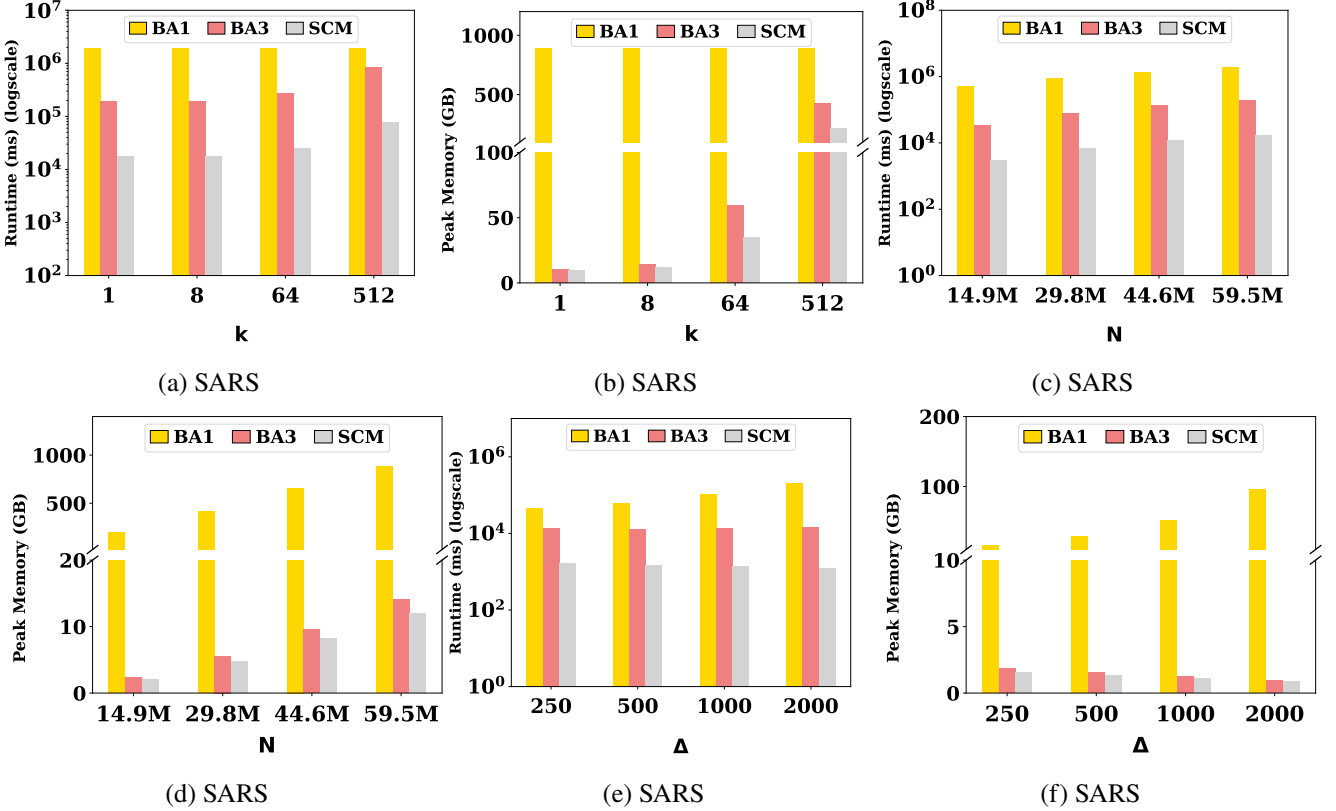 BA1 BA3 SCM
Runtime (ms) (logscale)
10^7
10^6
10^5
10^4
10^3
10^2
1 8 64 512
k
(a) SARS
BA1 BA3 SCM
Peak Memory (GB)
1000
500
100
50
0
1 8 64 512
k
(b) SARS
BA1 BA3 SCM
Runtime (ms) (logscale)
10^8
10^6
10^4
10^2
10^0
14.9M 29.8M 44.6M 59.5M
N
(c) SARS
BA1 BA3 SCM
Peak Memory (GB)
1000
500
20
10
0
14.9M 29.8M 44.6M 59.5M
N
(d) SARS
BA1 BA3 SCM
Runtime (ms) (logscale)
10^6
10^4
10^2
10^0
250 500 1000 2000
Δ
(e) SARS
BA1 BA3 SCM
Peak Memory (GB)
200
100
10
5
0
250 500 1000 2000
Δ
(f) SARS